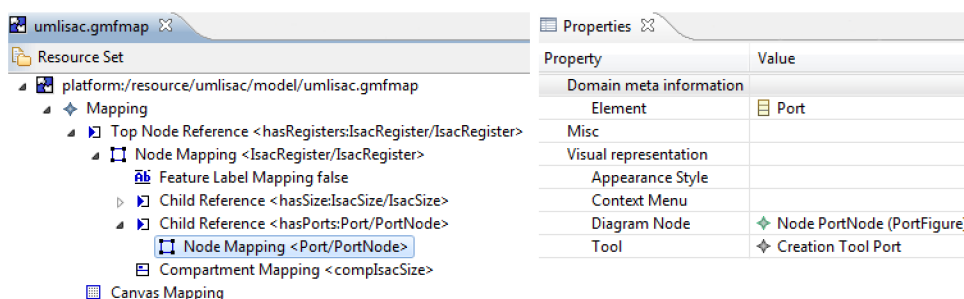 umlisac.gmfmap
Resource Set
platform:/resource/umlisac/model/umlisac.gmfmap
Mapping
Top Node Reference <hasRegisters:IsacRegister/IsacRegister>
Node Mapping <IsacRegister/IsacRegister>
Feature Label Mapping false
Child Reference <hasSize:IsacSize/IsacSize>
Child Reference <hasPorts:Port/PortNode>
Node Mapping <Port/PortNode>
Compartment Mapping <compIsacSize>
Canvas Mapping
Properties
Property Value
Domain meta information
Element Port
Misc
Visual representation
Appearance Style
Context Menu
Diagram Node Node PortNode (PortFigure)
Tool Creation Tool Port